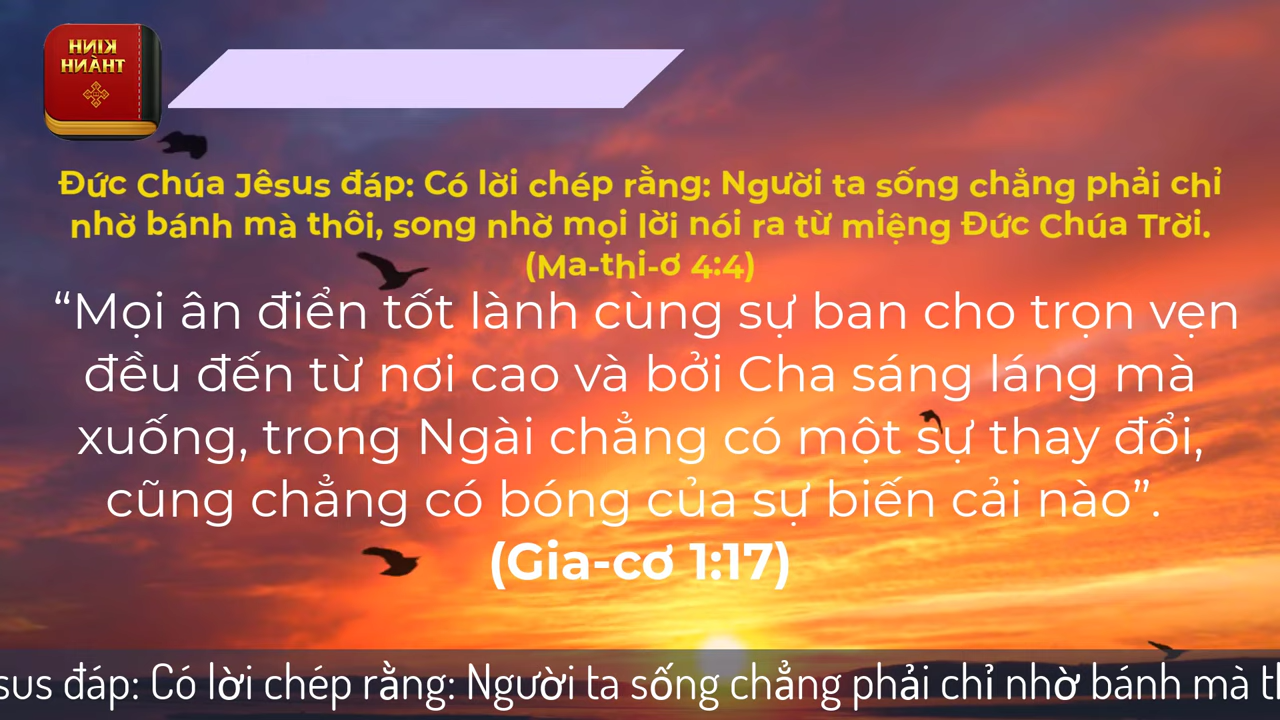 KINH
THÀNH
Đức Chúa Jêsus đáp: Có lời chép rằng: Người ta sống chẳng phải chỉ
nhờ bánh mà thôi, song nhờ mọi lời nói ra từ miệng Đức Chúa Trời.
(Ma-thi-ơ 4:4)
“Mọi ân điển tốt lành cùng sự ban cho trọn vẹn
đều đến từ nơi cao và bởi Cha sáng láng mà
xuống, trong Ngài chẳng có một sự thay đổi,
cũng chẳng có bóng của sự biến cải nào”.
(Gia-cơ 1:17)
sus đáp: Có lời chép rằng: Người ta sống chẳng phải chỉ nhờ bánh mà